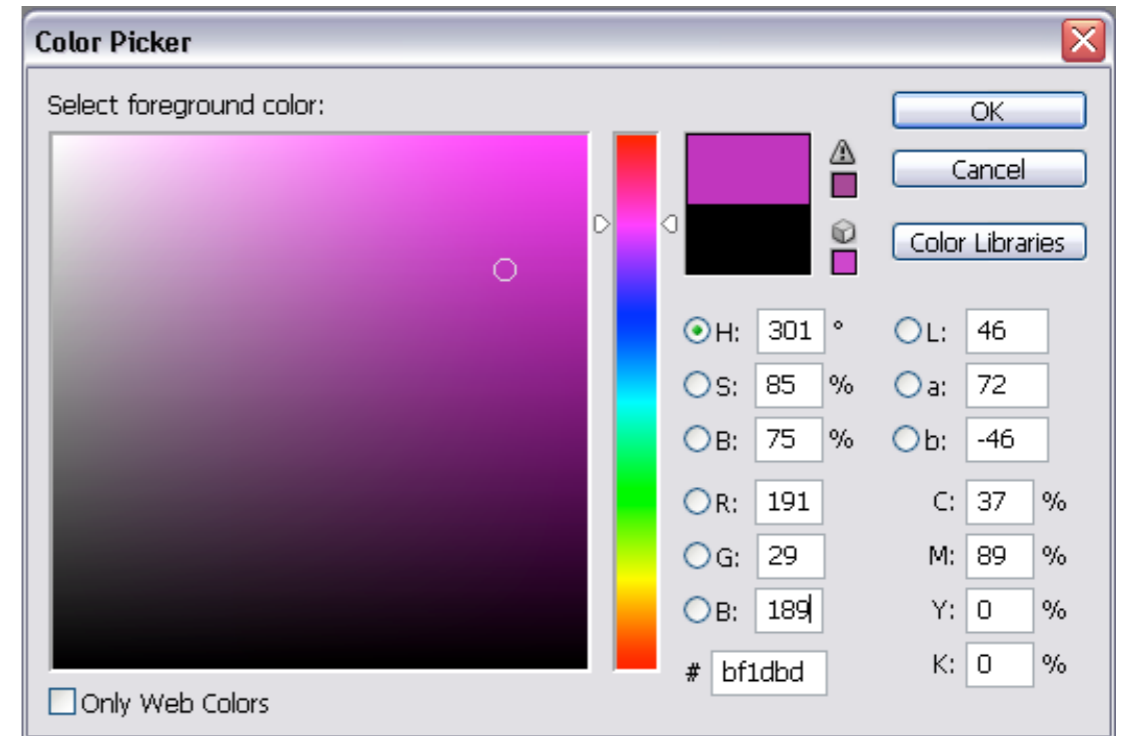 Color Picker
Select foreground color:
OK
Cancel
Color Libraries
H: 301 °
L: 46
S: 85 %
a: 72
B: 75 %
b: -46
R: 191
C: 37 %
G: 29
M: 89 %
B: 189
Y: 0 %
# bf1dbd
K: 0 %
Only Web Colors